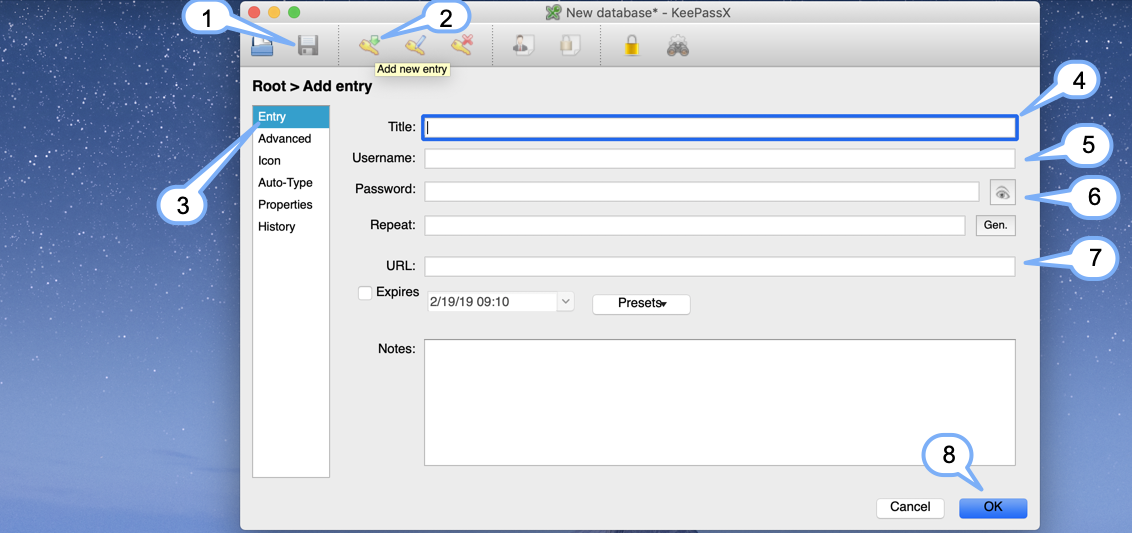 1
2
New database* - KeePassX
Add new entry
Root > Add entry
4
Entry
Title:
Advanced
5
Username:
Icon
3
Auto-Type
Password:
6
Properties
History
Repeat:
Gen.
7
URL:
Expires
2/19/19 09:10
Presets
Notes:
8
Cancel
OK